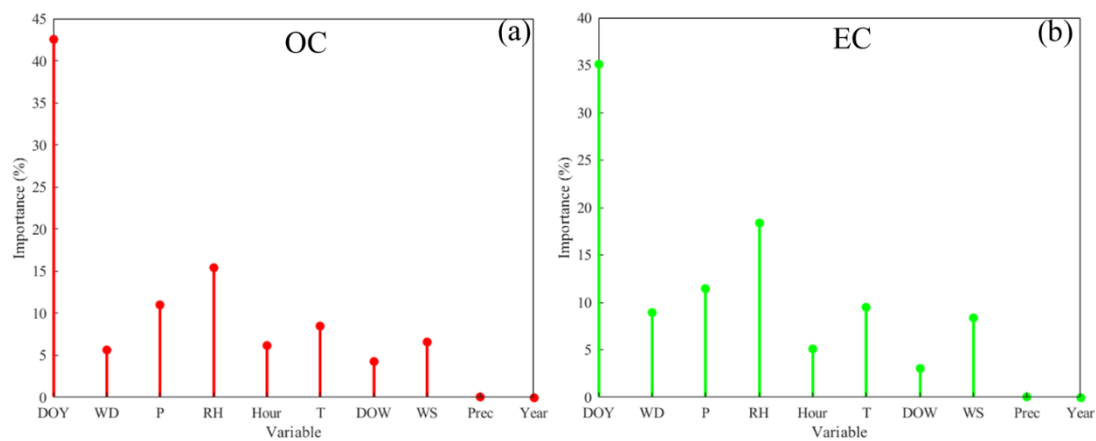 OC
(a)
45
40
35
30
25
20
15
10
5
0
Importance (%)
DOY WD P RH Hour T DOW WS Prec Year
Variable
EC
(b)
40
35
30
25
20
15
10
5
0
Importance (%)
DOY WD P RH Hour T DOW WS Prec Year
Variable